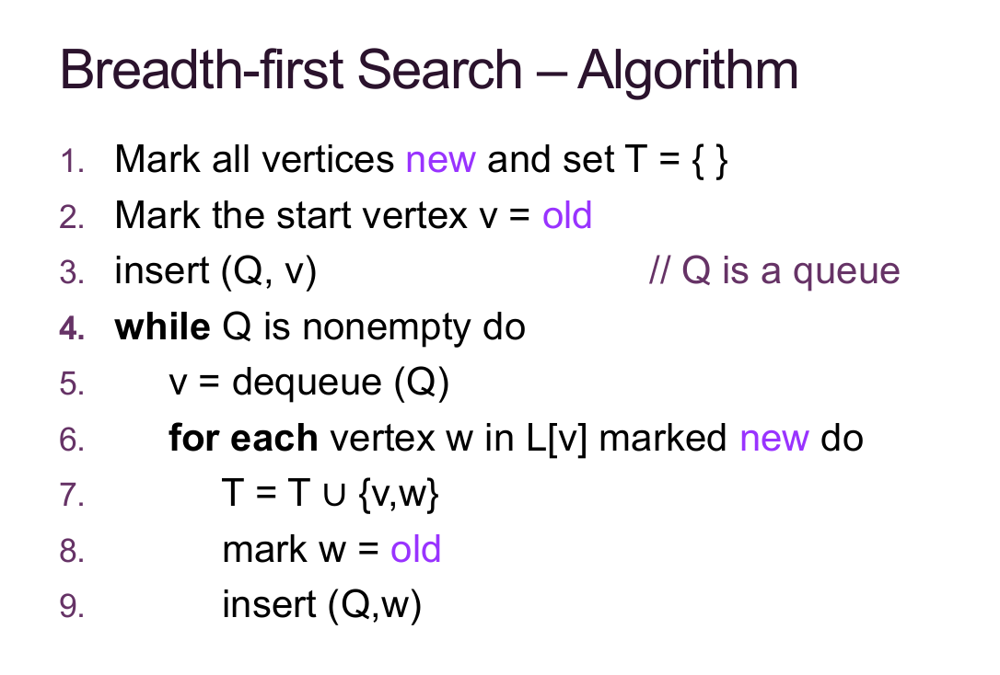 Breadth-first Search – Algorithm
1. Mark all vertices new and set T = { }
2. Mark the start vertex v = old
3. insert (Q, v) // Q is a queue
4. while Q is nonempty do
5. v = dequeue (Q)
6. for each vertex w in L[v] marked new do
7. T = T ∪ {v,w}
8. mark w = old
9. insert (Q,w)